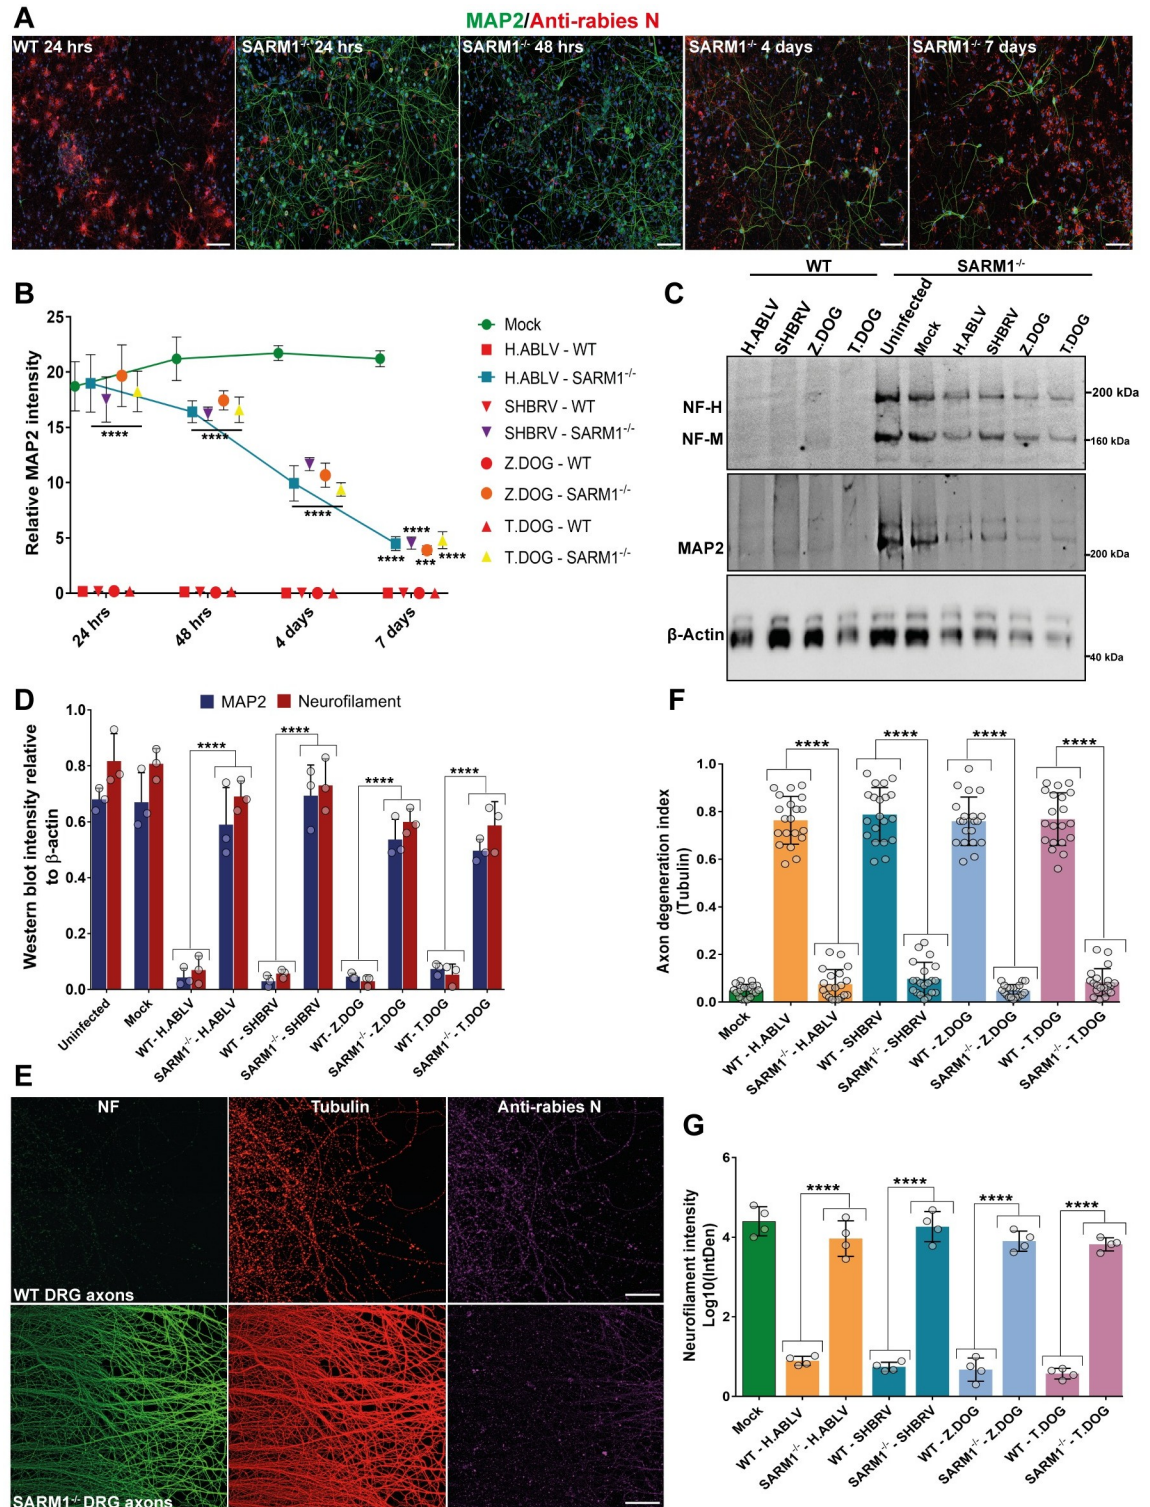 A
MAP2/Anti-rabies N
WT 24 hrs
SARM1-/- 24 hrs
SARM1-/- 48 hrs
SARM1-/- 4 days
SARM1-/- 7 days
B
Relative MAP2 intensity
25
20
15
10
5
0
****
****
****
****
****
***
****
24 hrs
48 hrs
4 days
7 days
Mock
H.ABLV - WT
H.ABLV - SARM1-/-
SHBRV - WT
SHBRV - SARM1-/-
Z.DOG - WT
Z.DOG - SARM1-/-
T.DOG - WT
T.DOG - SARM1-/-
C
WT
SARM1-/-
H.ABLV
SHBRV
Z.DOG
T.DOG
Uninfected
Mock
H.ABLV
SHBRV
Z.DOG
T.DOG
NF-H
NF-M
200 kDa
160 kDa
MAP2
200 kDa
β-Actin
40 kDa
D
MAP2
Neurofilament
Western blot intensity relative
to β-actin
1.0
0.8
0.6
0.4
0.2
0.0
****
****
****
****
Uninfected
Mock
WT- H.ABLV
SARM1-/- - H.ABLV
WT - SHBRV
SARM1-/- - SHBRV
WT - Z.DOG
SARM1-/- - Z.DOG
WT- T.DOG
SARM1-/- - T.DOG
F
Axon degeneration index
(Tubulin)
1.0
0.8
0.6
0.4
0.2
0.0
****
****
****
****
Mock
WT - H.ABLV
SARM1-/- - H.ABLV
WT - SHBRV
SARM1-/- - SHBRV
WT - Z.DOG
SARM1-/- - Z.DOG
WT - T.DOG
SARM1-/- - T.DOG
E
NF
Tubulin
Anti-rabies N
WT DRG axons
SARM1-/- DRG axons
G
Neurofilament intensity
Log10(IntDen)
6
4
2
0
****
****
****
****
Mock
WT - H.ABLV
SARM1-/- - H.ABLV
WT - SHBRV
SARM1-/- - SHBRV
WT - Z.DOG
SARM1-/- - Z.DOG
WT - T.DOG
SARM1-/- - T.DOG